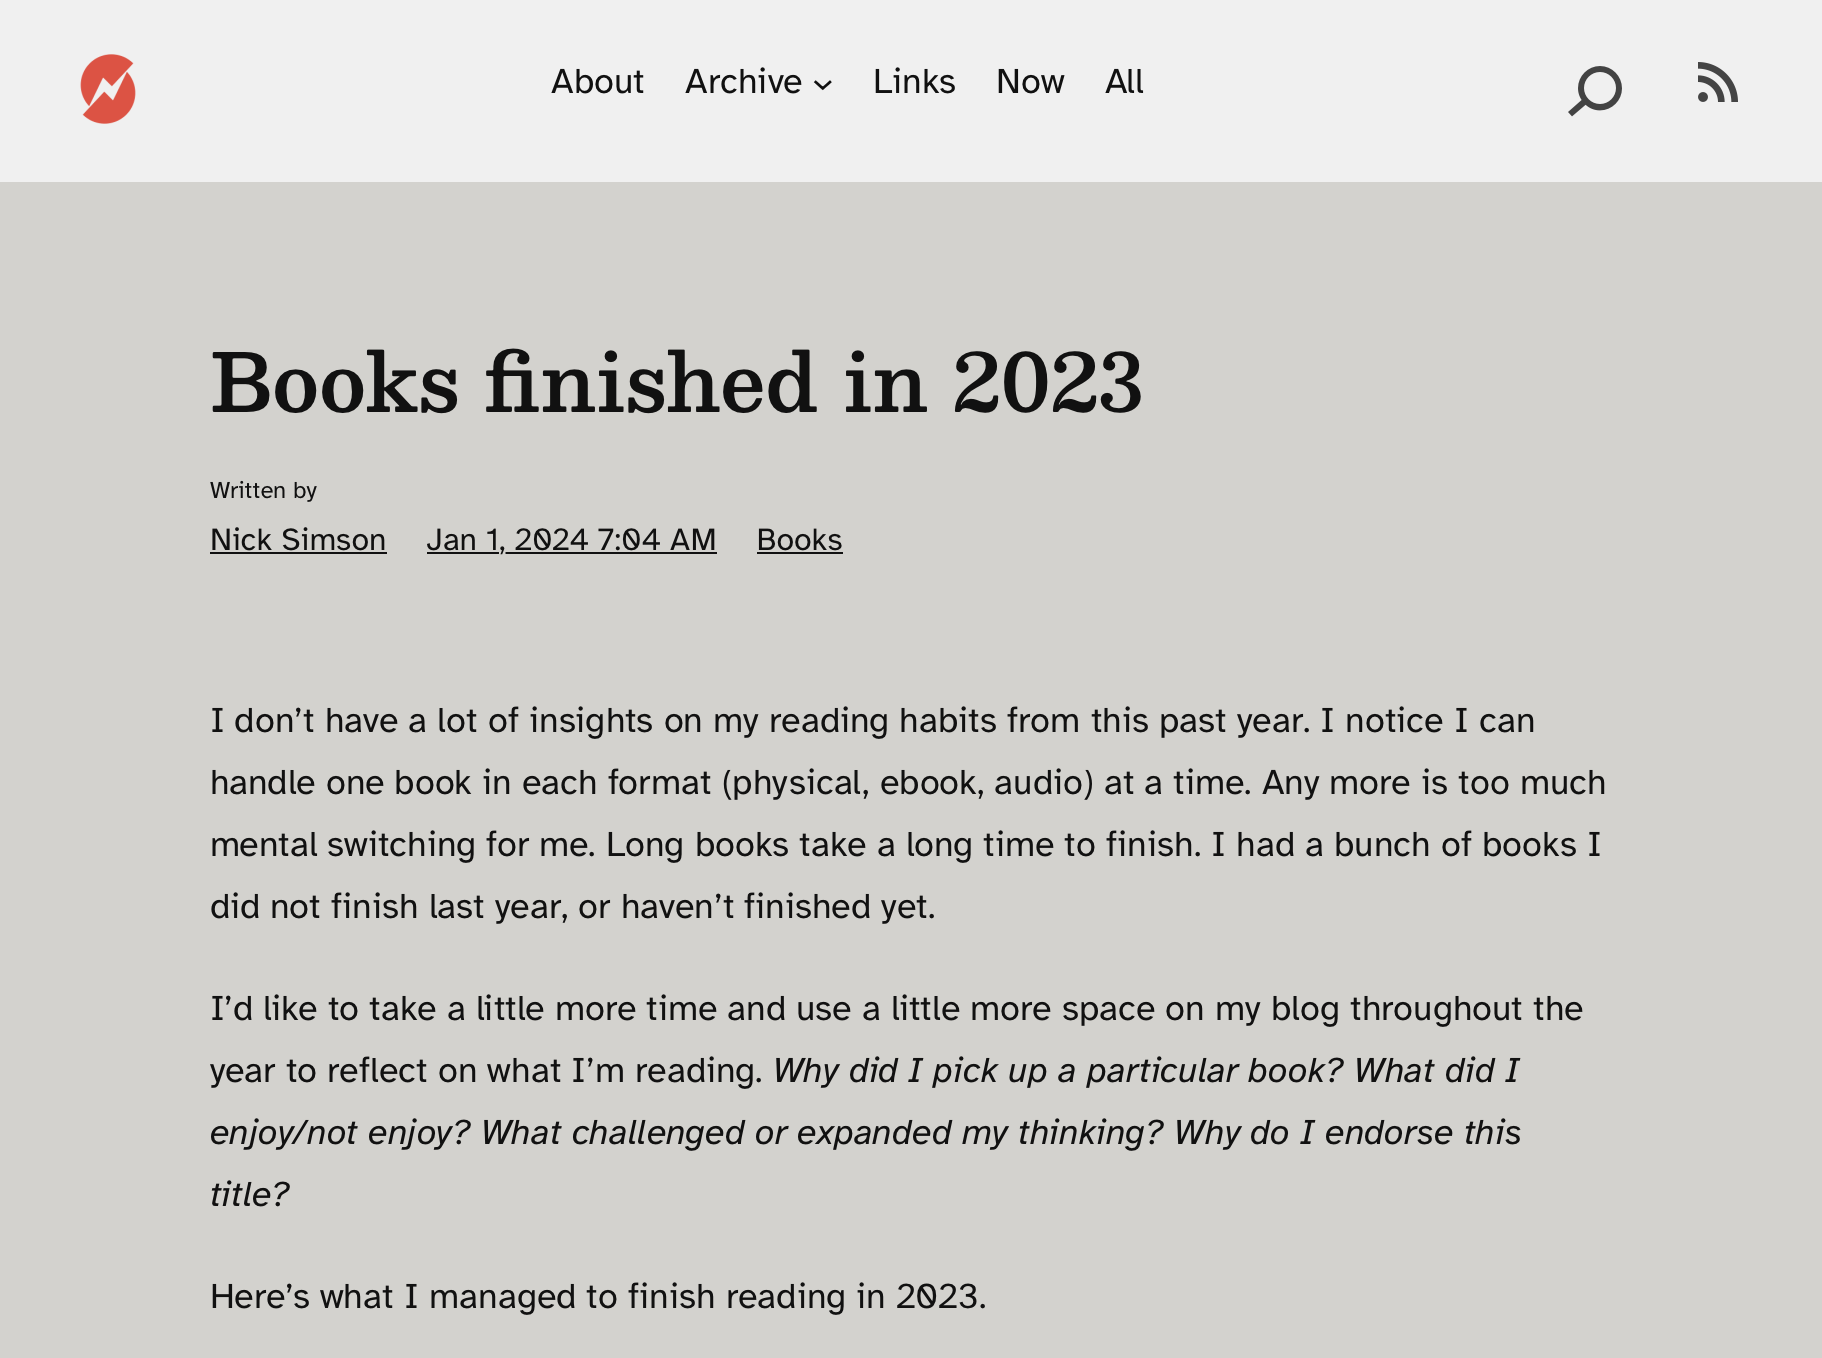 About Archive Links Now All
Books finished in 2023
Written by
Nick Simson Jan 1, 2024 7:04 AM Books
I don’t have a lot of insights on my reading habits from this past year. I notice I can
handle one book in each format (physical, ebook, audio) at a time. Any more is too much
mental switching for me. Long books take a long time to finish. I had a bunch of books I
did not finish last year, or haven’t finished yet.
I’d like to take a little more time and use a little more space on my blog throughout the
year to reflect on what I’m reading. Why did I pick up a particular book? What did I
enjoy/not enjoy? What challenged or expanded my thinking? Why do I endorse this
title?
Here’s what I managed to finish reading in 2023.